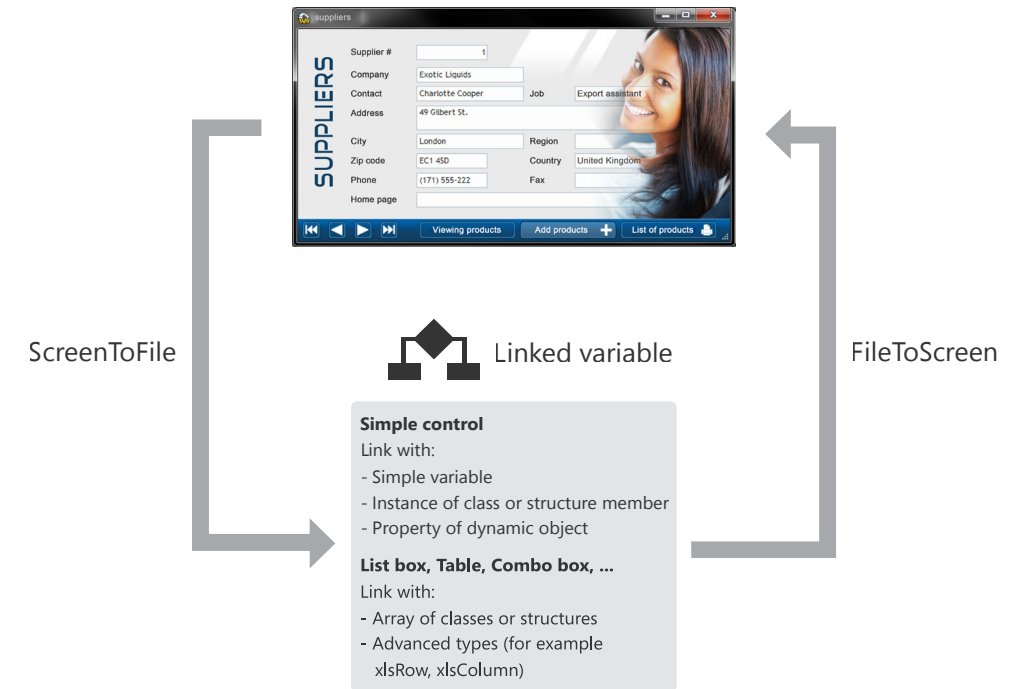 suppliers
SUPPLIERS
Supplier # 1
Company Exotic Liquids
Contact Charlotte Cooper Job Export assistant
Address 49 Gilbert St.
City London Region
Zip code EC1 4SD Country United Kingdom
Phone (171) 555-222 Fax
Home page
Viewing products Add products List of products
ScreenToFile
Linked variable
FileToScreen
Simple control
Link with:
- Simple variable
- Instance of class or structure member
- Property of dynamic object
List box, Table, Combo box, ...
Link with:
- Array of classes or structures
- Advanced types (for example
xlsRow, xlsColumn)